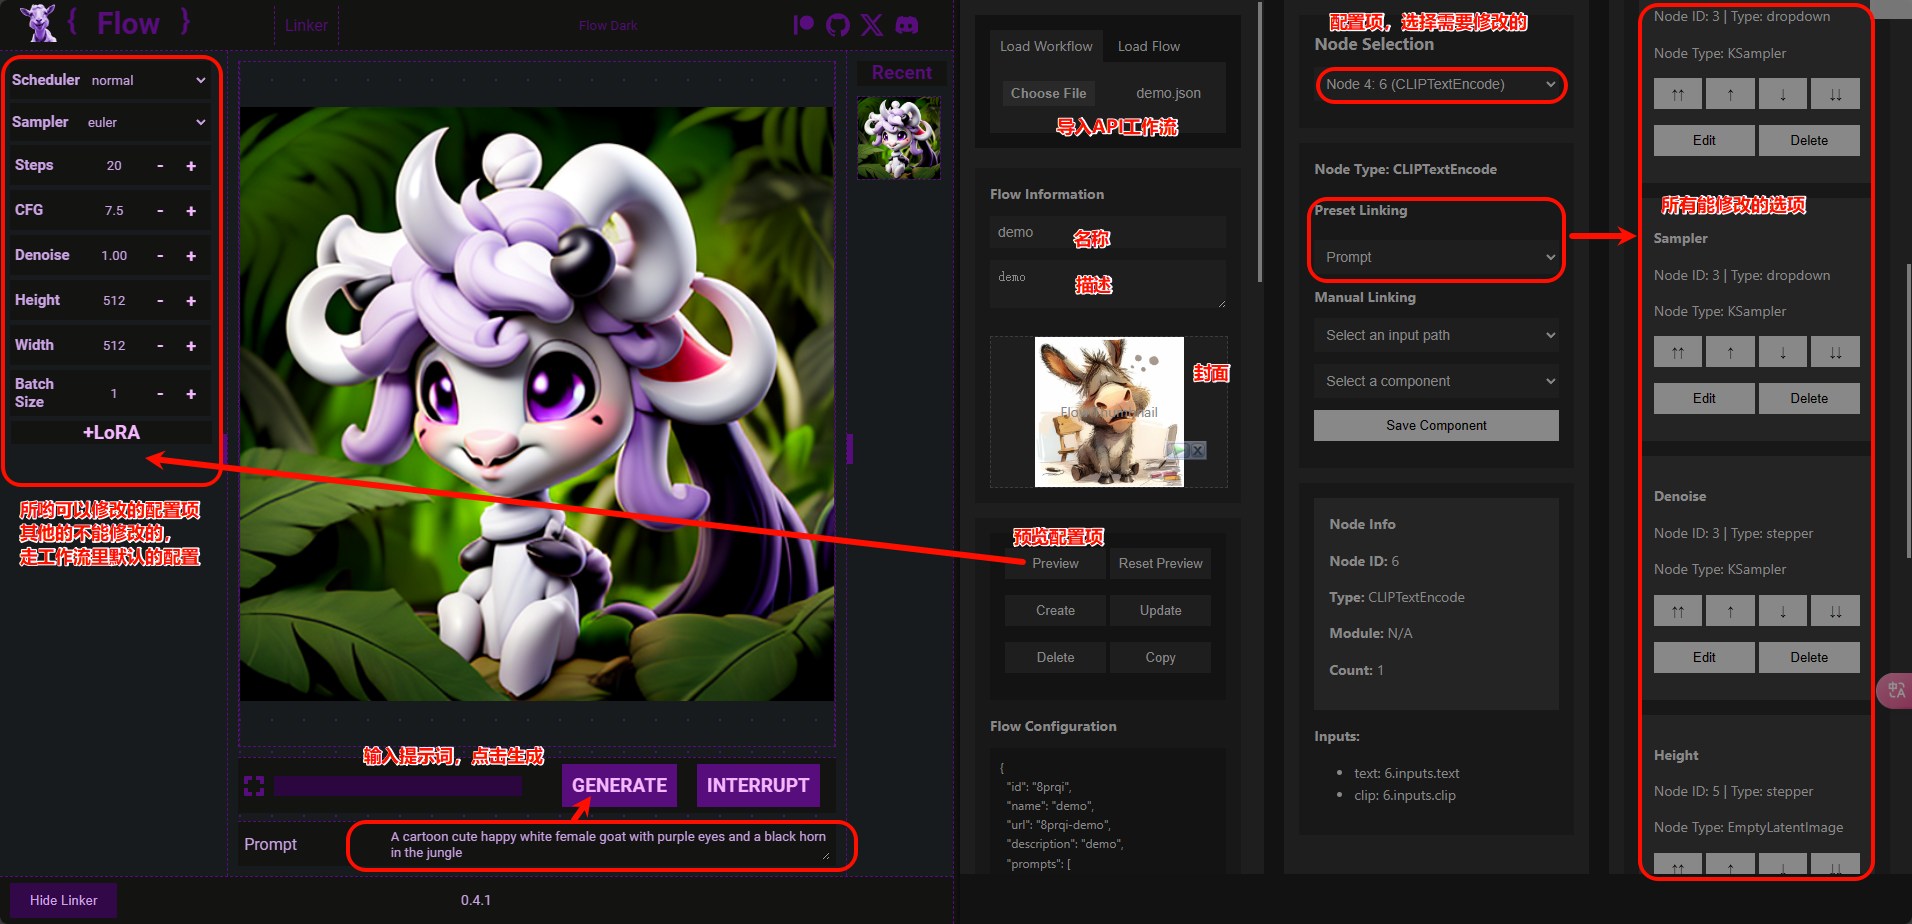 { Flow }
Linker
Flow Dark
Scheduler normal
Sampler euler
Steps 20 - +
CFG 7.5 - +
Denoise 1.00 - +
Height 512 - +
Width 512 - +
Batch
Size 1 - +
+LoRA
所的可以修改的配置项
其他的不能修改的，
走工作流里默认的配置
Recent
输入提示词，点击生成
GENERATE INTERRUPT
Prompt
A cartoon cute happy white female goat with purple eyes and a black horn
in the jungle
Hide Linker
0.4.1
Load Workflow Load Flow
Choose File demo.json
导入API工作流
Flow Information
demo
名称
demo
描述
封面
预览配置项
Preview Reset Preview
Create Update
Delete Copy
Flow Configuration
{
"id": "8prqi",
"name": "demo",
"url": "8prqi-demo",
"description": "demo",
"prompts": [
配置项，选择需要修改的
Node Selection
Node 4: 6 (CLIPTextEncode)
Node Type: CLIPTextEncode
Preset Linking
Prompt
Manual Linking
Select an input path
Select a component
Save Component
Node Info
Node ID: 6
Type: CLIPTextEncode
Module: N/A
Count: 1
Inputs:
• text: 6.inputs.text
• clip: 6.inputs.clip
Node ID: 3 | Type: dropdown
Node Type: KSampler
↑↑ ↑ ↓ ↓↓
Edit Delete
所有能修改的选项
Sampler
Node ID: 3 | Type: dropdown
Node Type: KSampler
↑↑ ↑ ↓ ↓↓
Edit Delete
Denoise
Node ID: 3 | Type: stepper
Node Type: KSampler
↑↑ ↑ ↓ ↓↓
Edit Delete
Height
Node ID: 5 | Type: stepper
Node Type: EmptyLatentImage
↑↑ ↑ ↓ ↓↓
中A